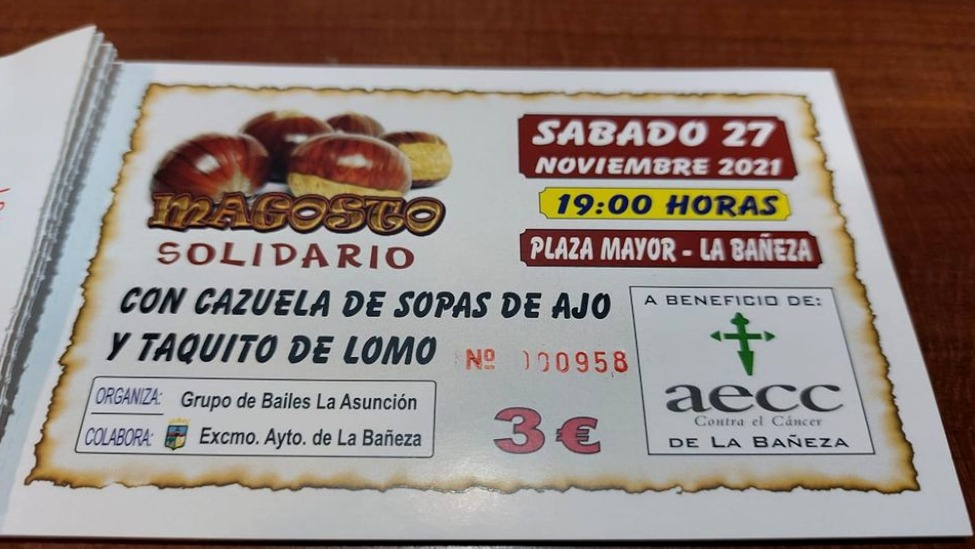 MAGOSTO
SOLIDARIO
SABADO 27
NOVIEMBRE 2021
19:00 HORAS
PLAZA MAYOR - LA BAÑEZA
CON CAZUELA DE SOPAS DE AJO
Y TAQUITO DE LOMO
Nº 000958
3€
ORGANIZA: Grupo de Bailes La Asunción
COLABORA: Excmo. Ayto. de La Bañeza
A BENEFICIO DE:
aecc
Contra el Cáncer
DE LA BAÑEZA